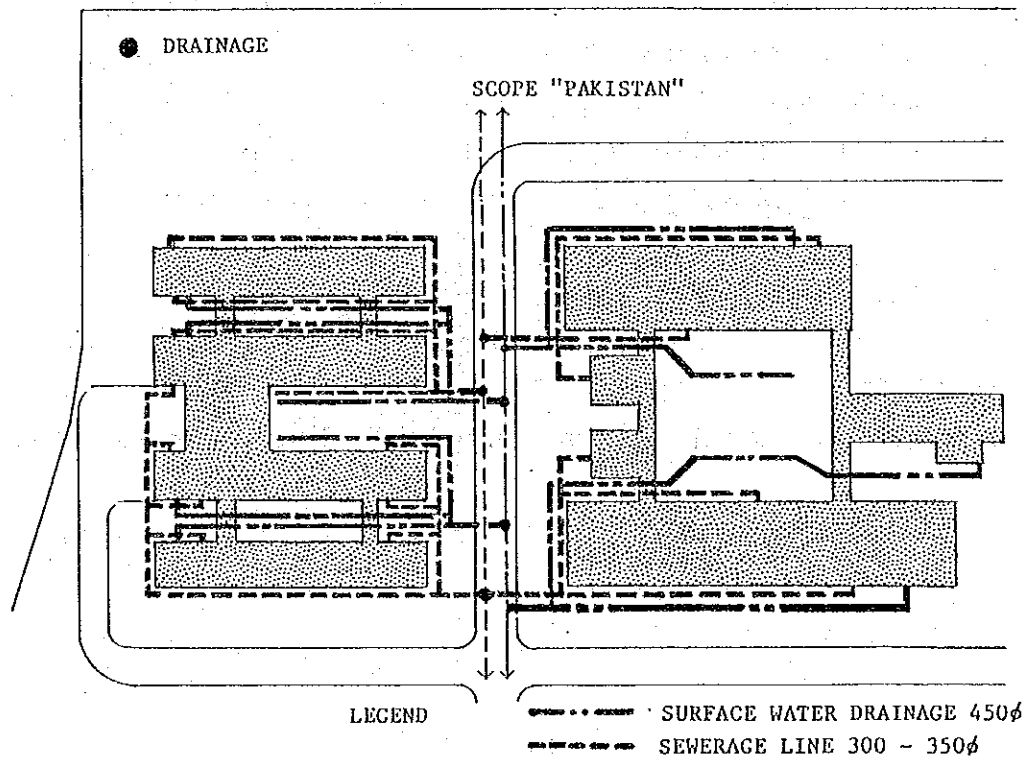 DRAINAGE
SCOPE "PAKISTAN"
LEGEND
SURFACE WATER DRAINAGE 450ϕ
SEWERAGE LINE 300 ~ 350ϕ